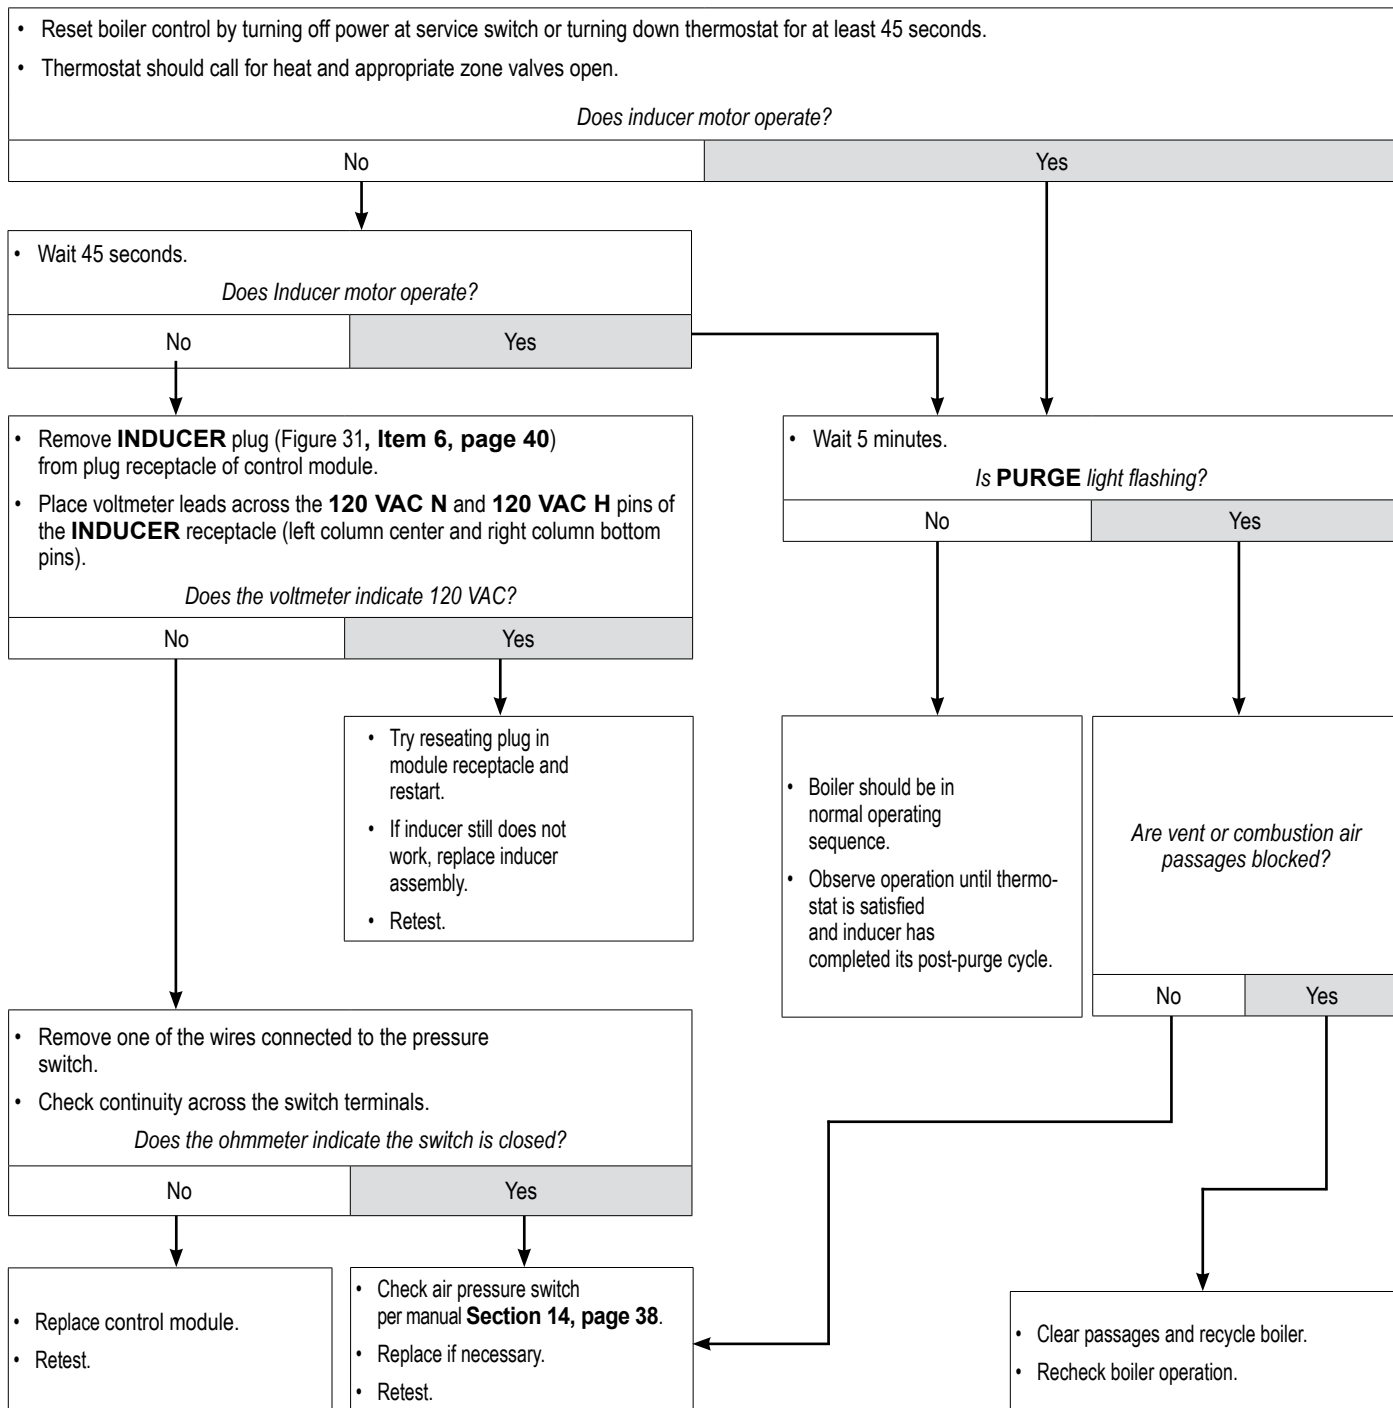 • Reset boiler control by turning off power at service switch or turning down thermostat for at least 45 seconds.
• Thermostat should call for heat and appropriate zone valves open.
Does inducer motor operate?
No
Yes
• Wait 45 seconds.
Does Inducer motor operate?
No
Yes
• Remove INDUCER plug (Figure 31, Item 6, page 40)
from plug receptacle of control module.
• Place voltmeter leads across the 120 VAC N and 120 VAC H pins of
the INDUCER receptacle (left column center and right column bottom
pins).
Does the voltmeter indicate 120 VAC?
No
Yes
• Wait 5 minutes.
Is PURGE light flashing?
No
Yes
• Try reseating plug in
module receptacle and
restart.
• If inducer still does not
work, replace inducer
assembly.
• Retest.
• Boiler should be in
normal operating
sequence.
• Observe operation until thermo-
stat is satisfied
and inducer has
completed its post-purge cycle.
Are vent or combustion air
passages blocked?
No
Yes
• Remove one of the wires connected to the pressure
switch.
• Check continuity across the switch terminals.
Does the ohmmeter indicate the switch is closed?
No
Yes
• Replace control module.
• Retest.
• Check air pressure switch
per manual Section 14, page 38.
• Replace if necessary.
• Retest.
• Clear passages and recycle boiler.
• Recheck boiler operation.